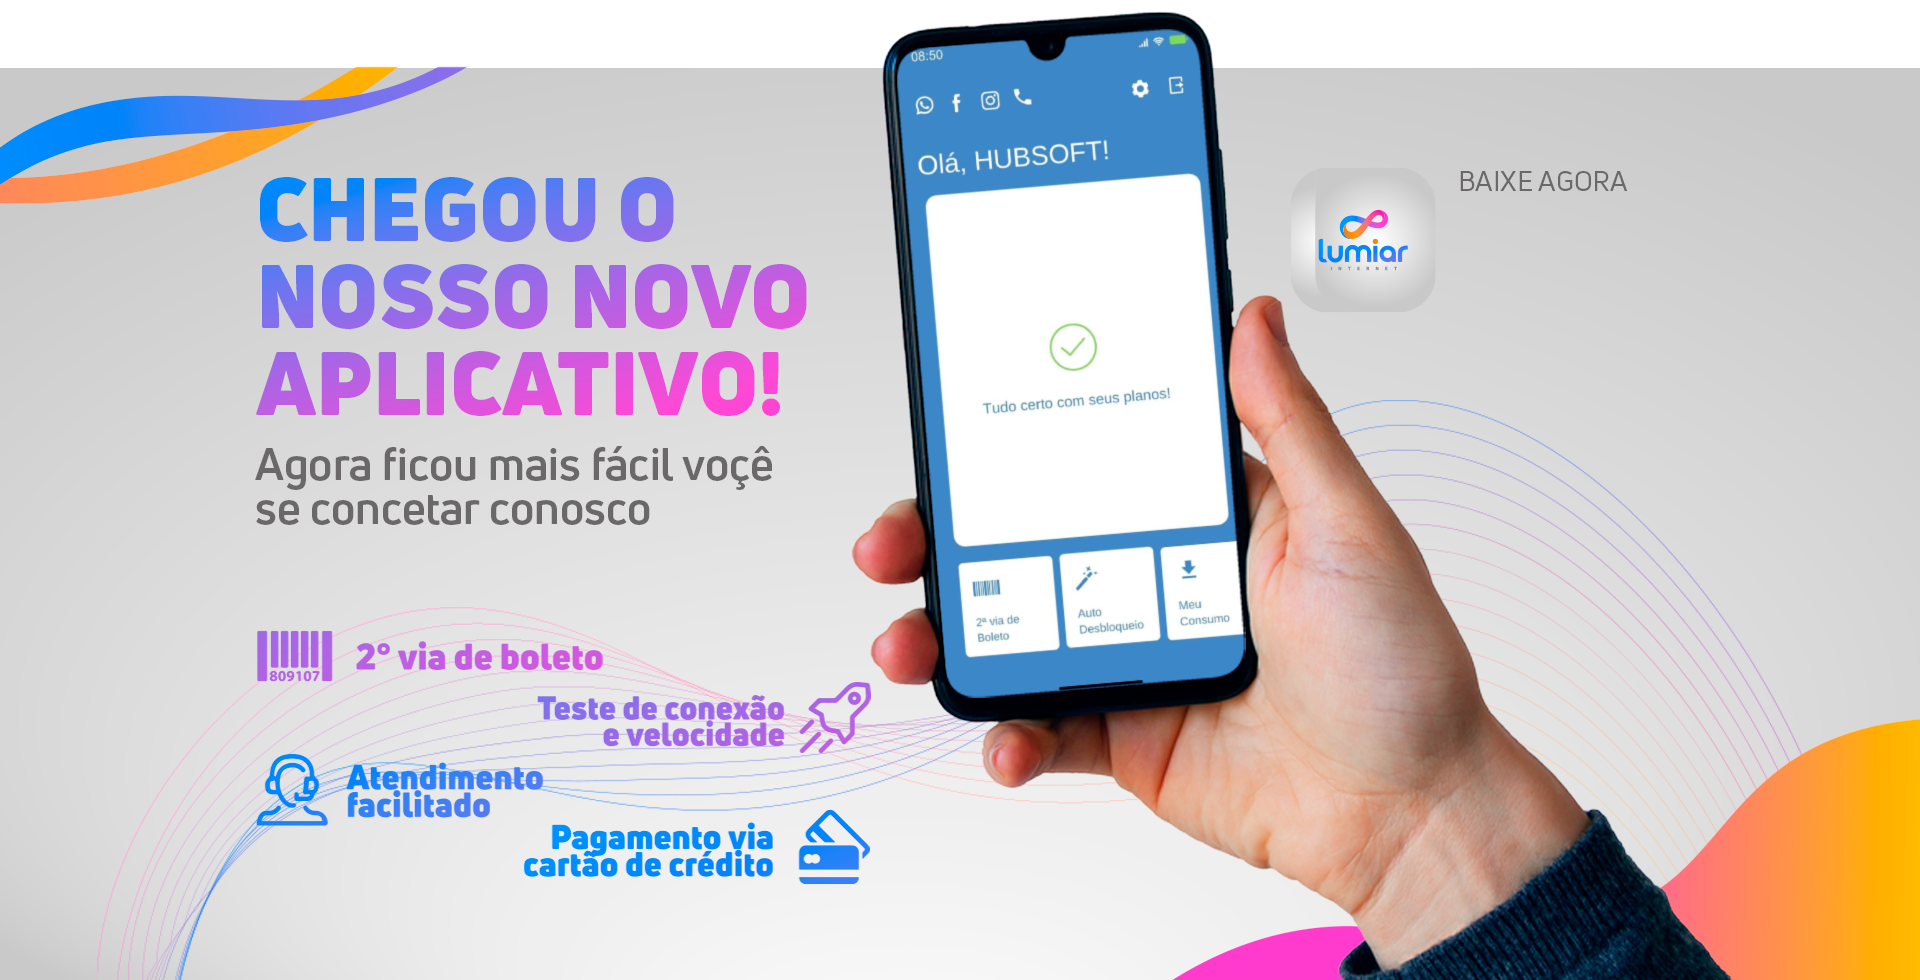 CHEGOU O
NOSSO NOVO
APLICATIVO!
Agora ficou mais fácil voçê
se concetar conosco
809107
2° via de boleto
Teste de conexão
e velocidade
Atendimento
facilitado
Pagamento via
cartão de crédito
08:50
Olá, HUBSOFT!
Tudo certo com seus planos!
2ª via de
Boleto
Auto
Desbloqueio
Meu
Consumo
lumiar
INTERNET
BAIXE AGORA